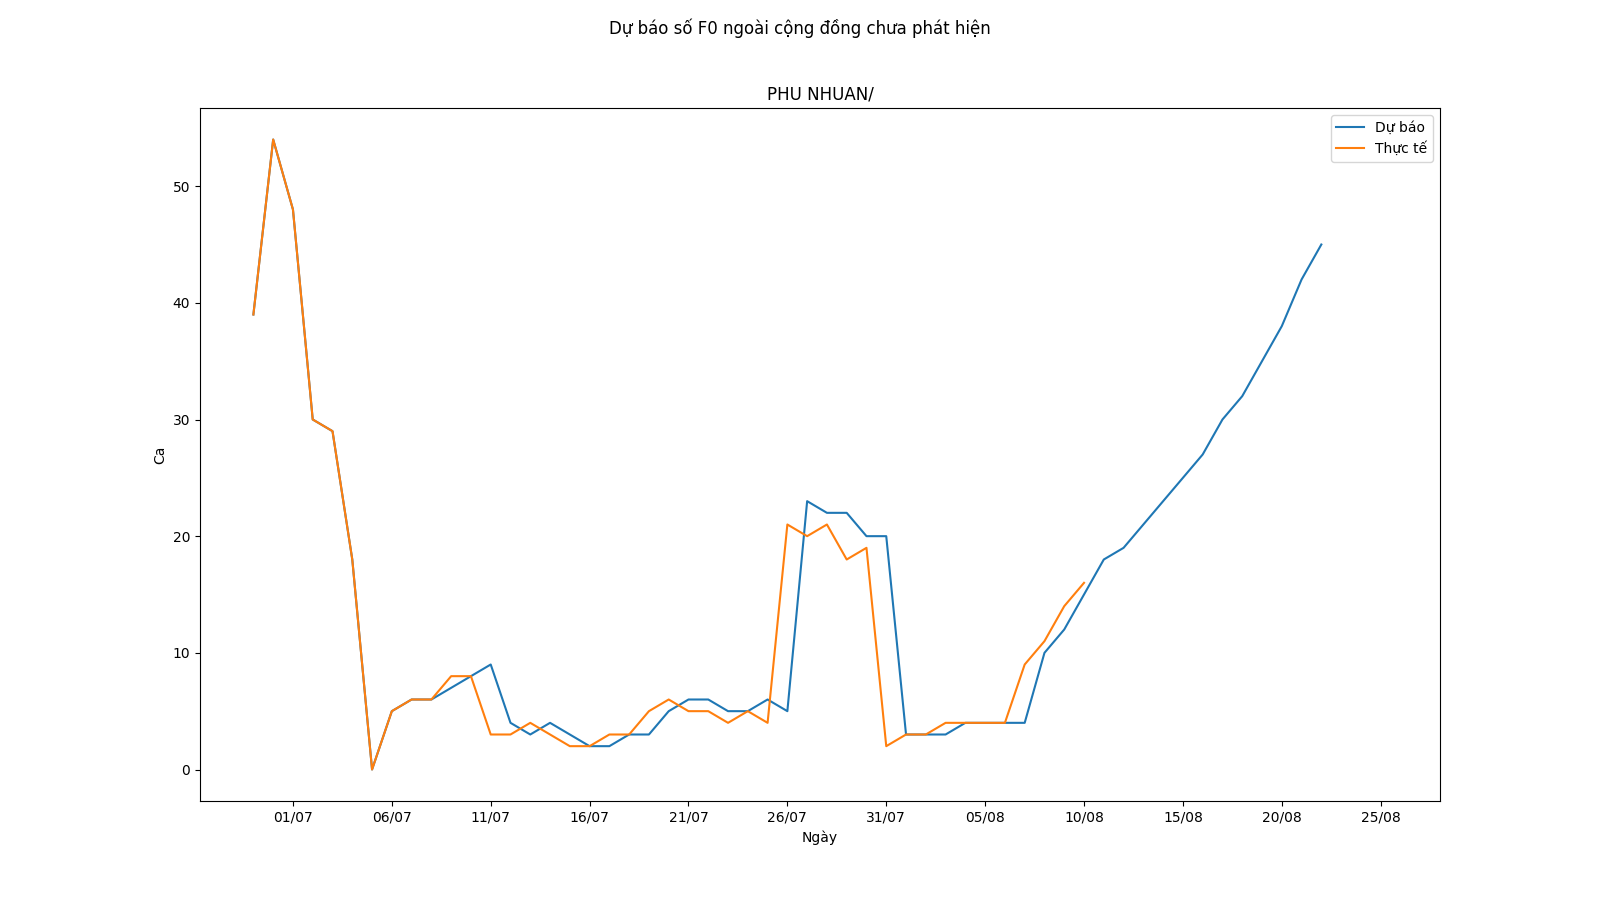 Dự báo số F0 ngoài cộng đồng chưa phát hiện
PHU NHUAN/
Dự báo
Thực tế
50
40
30
20
10
0
Ca
01/07 06/07 11/07 16/07 21/07 26/07 31/07 05/08 10/08 15/08 20/08 25/08
Ngày